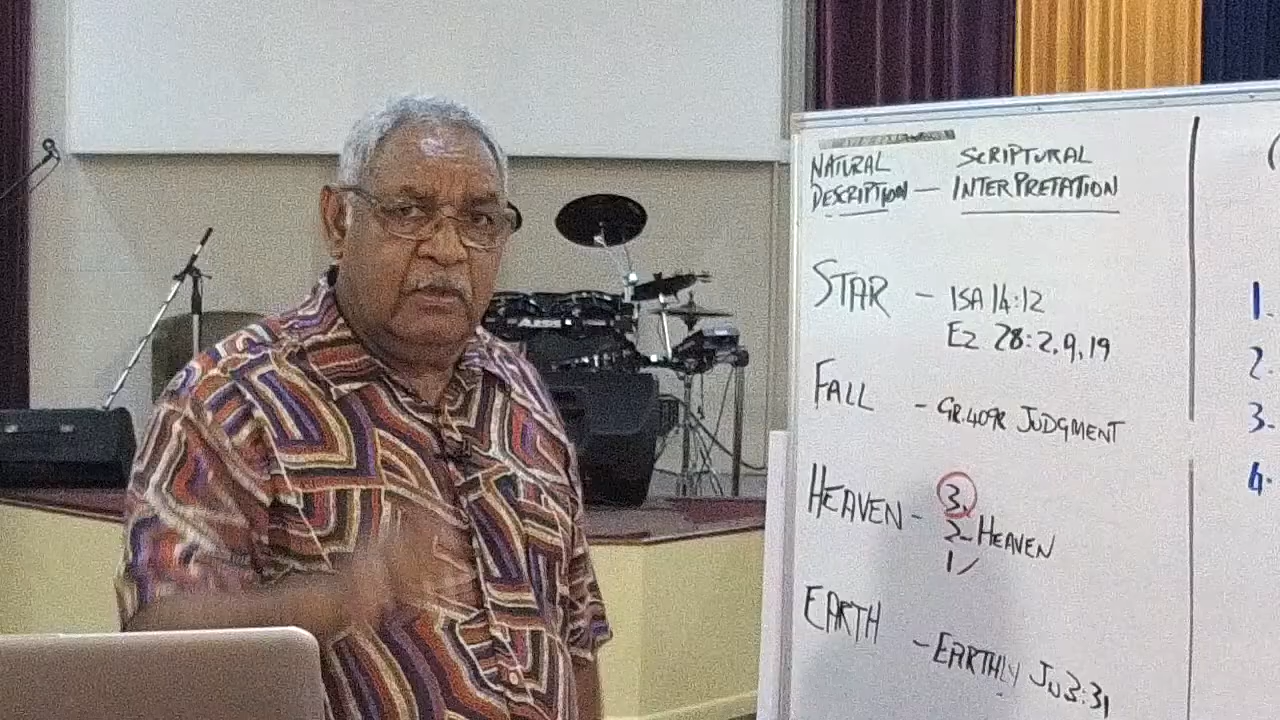 NATURAL
DESCRIPTION — SCRIPTURAL INTERPRETATION
STAR - ISA 14:12
EZ 28:2,9,19
FALL - GR.4098 JUDGMENT
HEAVEN - 3.
2- HEAVEN
1
EARTH - EARTHLY JN 3:31
1.
2.
3.
4.